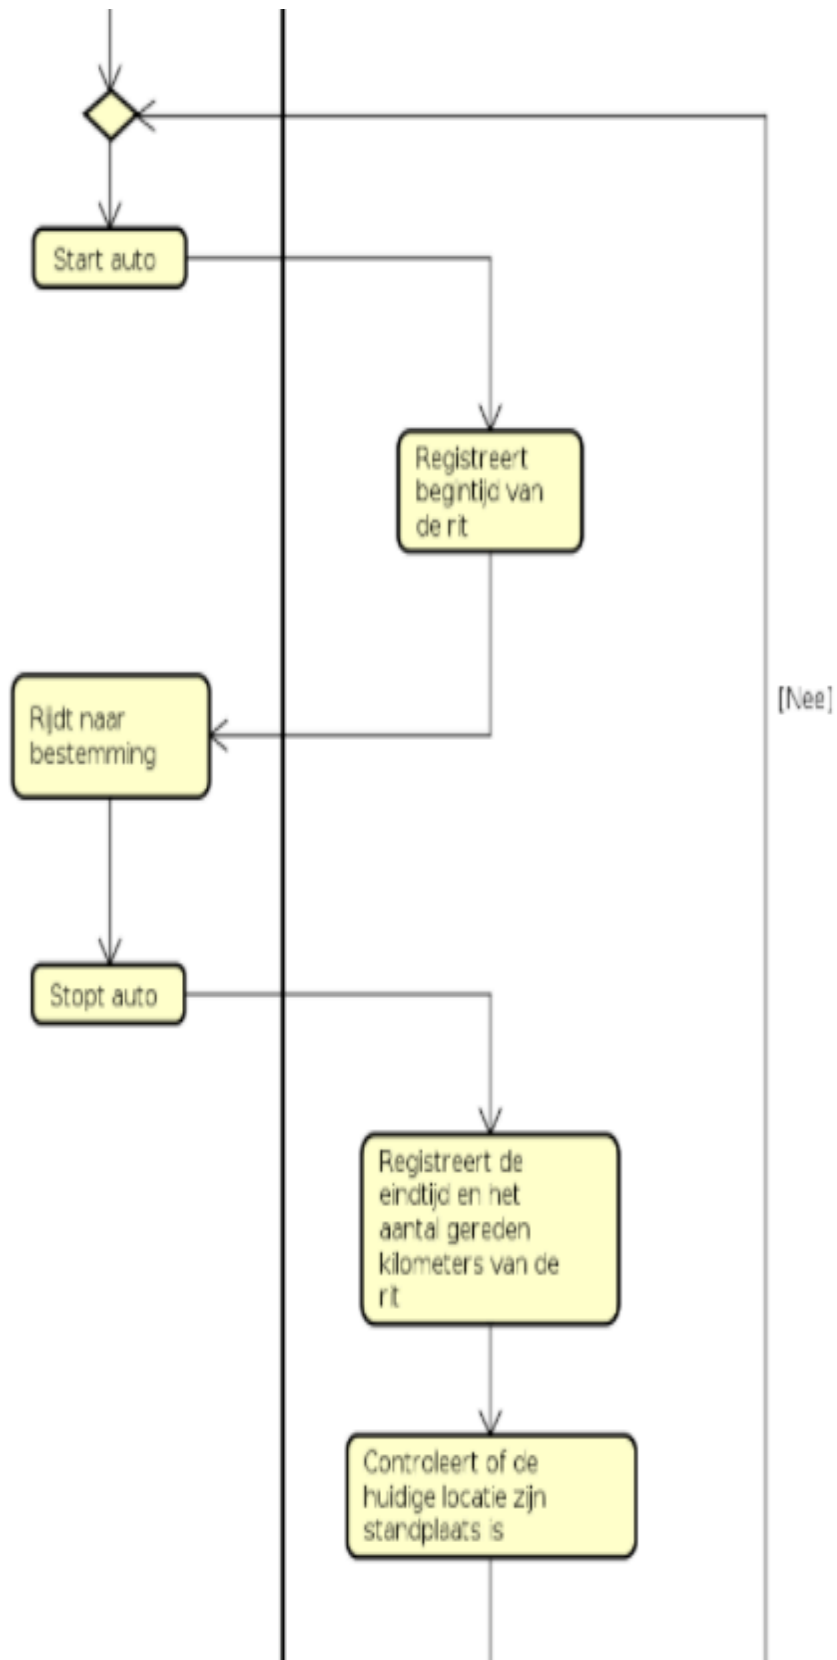 Start auto
Registreert
begintijd van
de rit
[Nee]
Rijdt naar
bestemming
Stopt auto
Registreert de
eindtijd en het
aantal gereden
kilometers van de
rit
Controleert of de
huidige locatie zijn
standplaats is